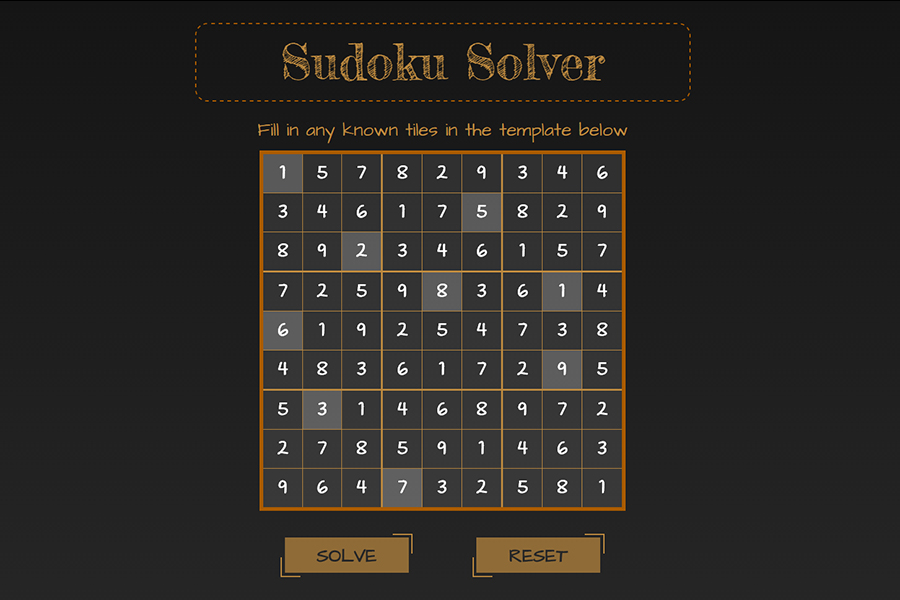 Sudoku Solver
Fill in any known tiles in the template below
1 5 7 8 2 9 3 4 6
3 4 6 1 7 5 8 2 9
8 9 2 3 4 6 1 5 7
7 2 5 9 8 3 6 1 4
6 1 9 2 5 4 7 3 8
4 8 3 6 1 7 2 9 5
5 3 1 4 6 8 9 7 2
2 7 8 5 9 1 4 6 3
9 6 4 7 3 2 5 8 1
SOLVE RESET